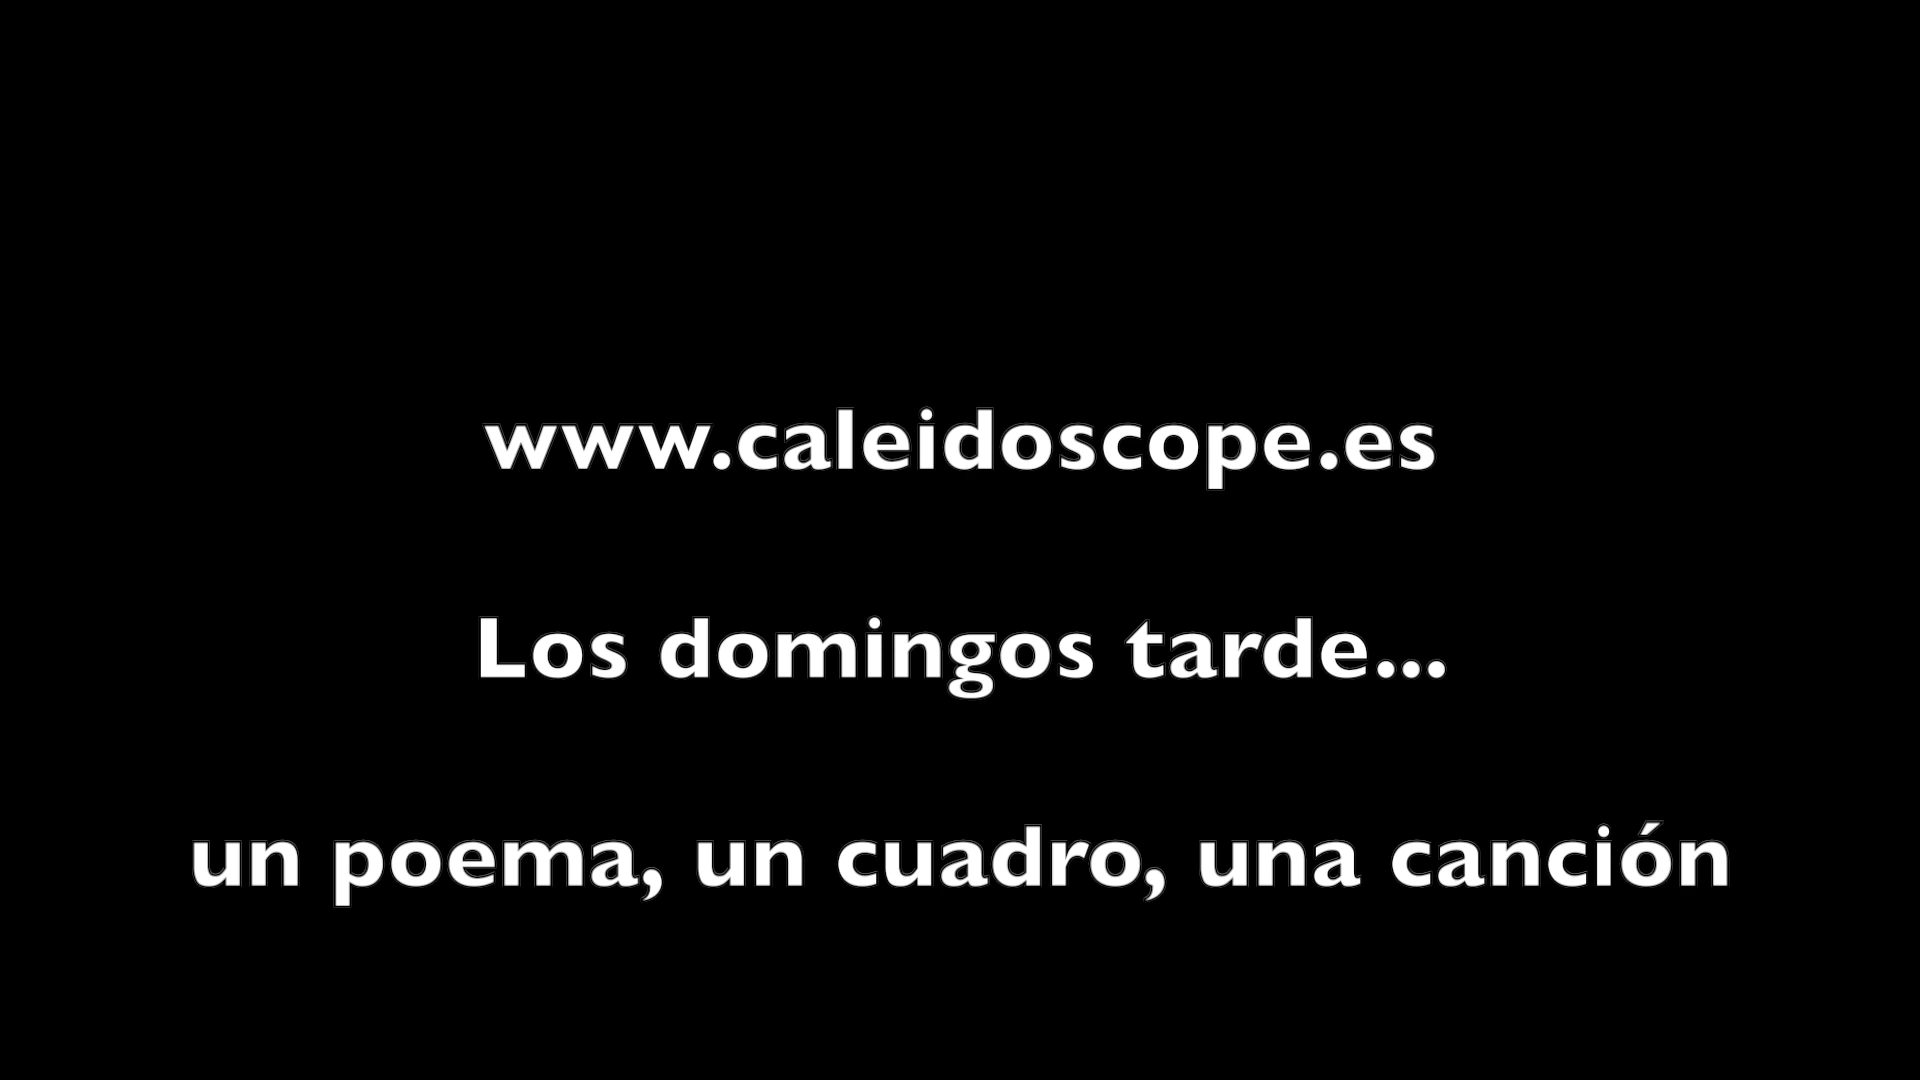 www.caleidoscope.es
Los domingos tarde...
un poema, un cuadro, una canción